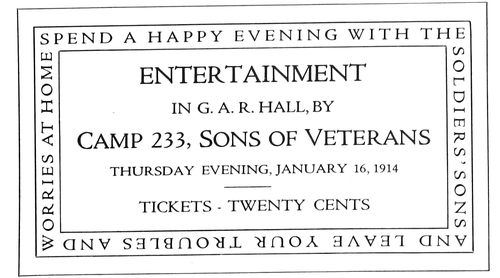 SPEND A HAPPY EVENING WITH THE
SOLDIERS' SONS
AND LEAVE YOUR TROUBLES AND
WORRIES AT HOME
ENTERTAINMENT
IN G. A. R. HALL, BY
CAMP 233, SONS OF VETERANS
THURSDAY EVENING, JANUARY 16, 1914
TICKETS - TWENTY CENTS